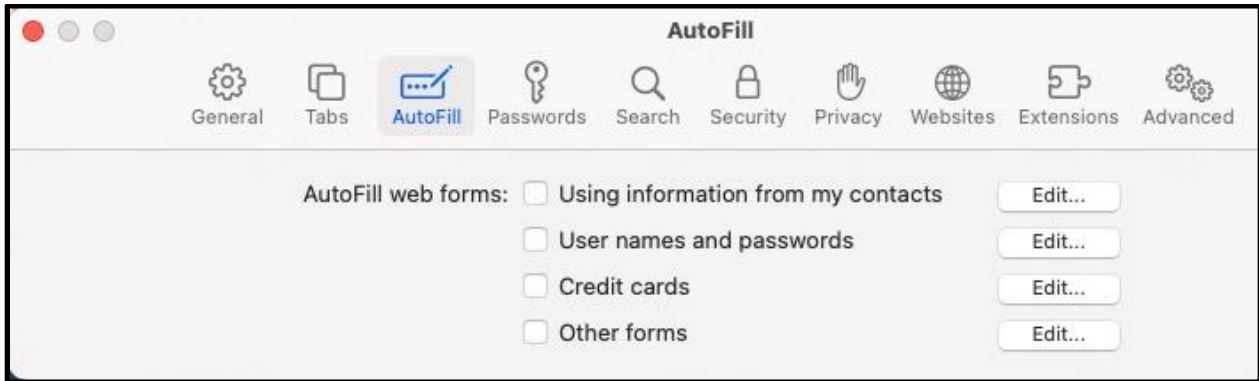 AutoFill
General Tabs AutoFill Passwords Search Security Privacy Websites Extensions Advanced
AutoFill web forms: Using information from my contacts Edit...
User names and passwords Edit...
Credit cards Edit...
Other forms Edit...